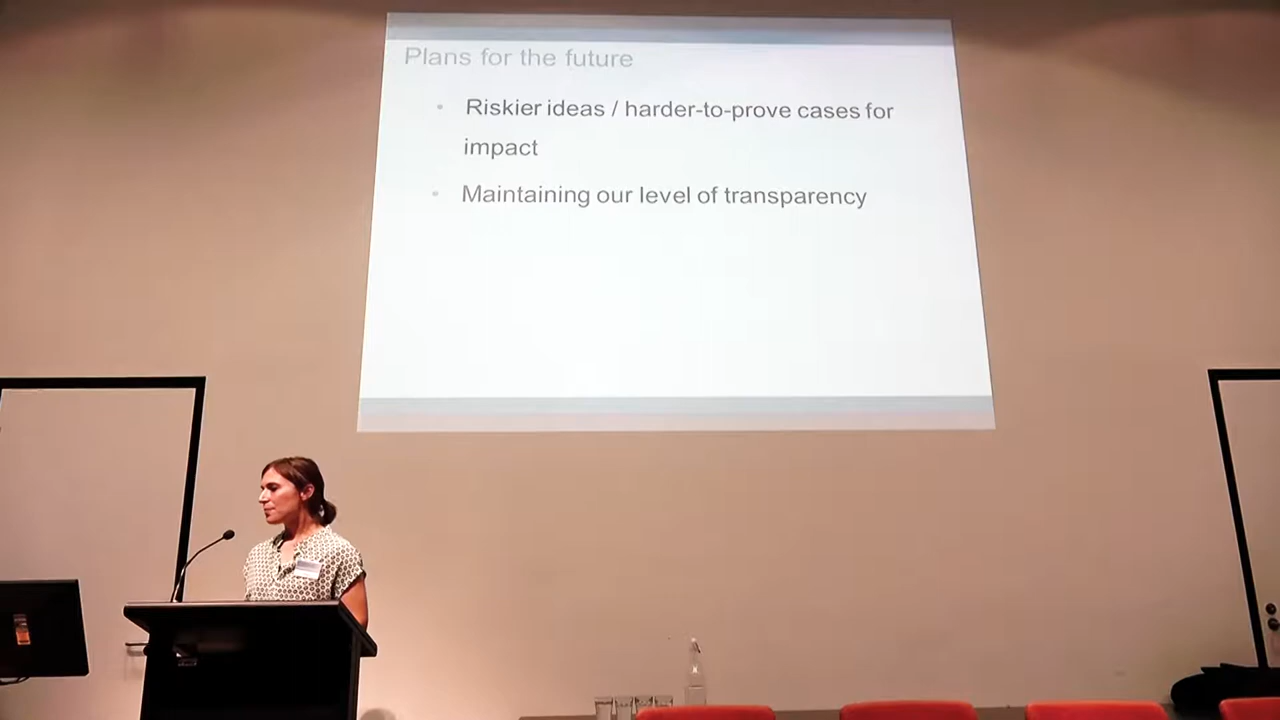 Plans for the future
• Riskier ideas / harder-to-prove cases for
impact
• Maintaining our level of transparency